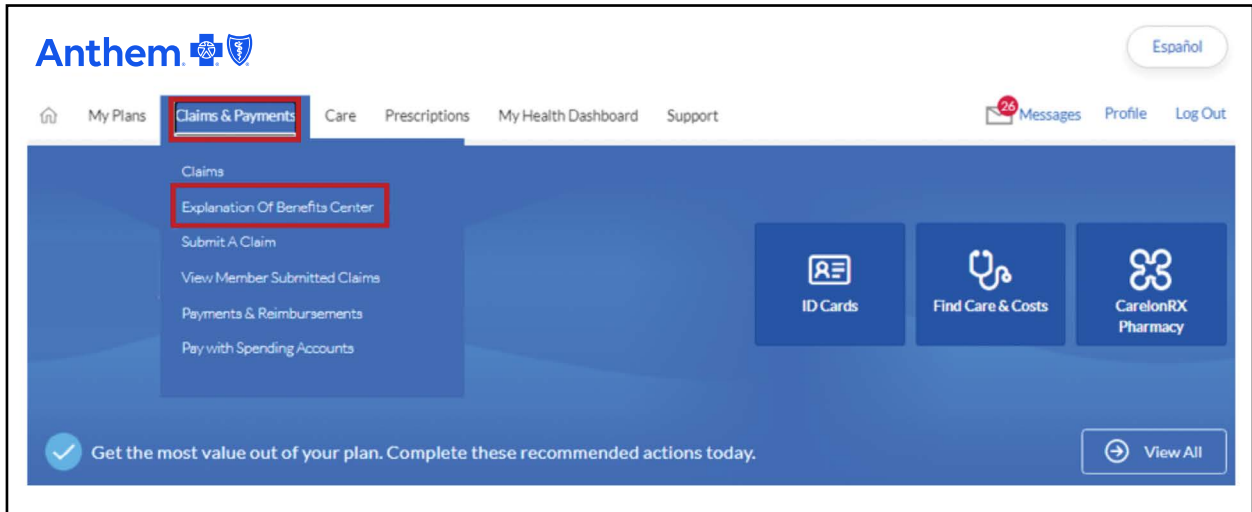 Anthem
Español
My Plans Claims & Payments Care Prescriptions My Health Dashboard Support 26 Messages Profile Log Out
Claims
Explanation Of Benefits Center
Submit A Claim
View Member Submitted Claims
Payments & Reimbursements
Pay with Spending Accounts
ID Cards
Find Care & Costs
CarelonRX
Pharmacy
Get the most value out of your plan. Complete these recommended actions today.
View All